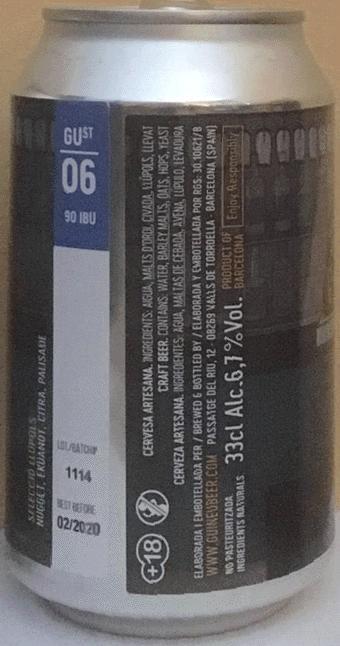 GUST
06
90 IBU
LOT/BATCH#
1114
BEST BEFORE
02/2020
SELECCIÓ LLÚPOLS
NUGGET, EKUANOT, CITRA, PALISADE
CERVESA ARTESANA. INGREDIENTS: AIGUA, MALTS D'ORDI, CIVADA, LLÚPOLS, LLEVAT
CRAFT BEER. CONTAINS: WATER, BARLEY MALTS, OATS, HOPS, YEAST
CERVEZA ARTESANA. INGREDIENTES: AGUA, MALTAS DE CEBADA, AVENA, LÚPULO, LEVADURA
+18
ELABORADA I EMBOTELLADA PER / BREWED & BOTTLED BY / ELABORADA Y EMBOTELLADA POR RGS: 30.10621/B
WWW.GUINEUBEER.COM PASSATGE DEL RIU, 12 - 08269 VALLS DE TORROELLA - BARCELONA (SPAIN)
NO PASTEURITZADA
INGREDIENTS NATURALS
33cl Alc.6,7%Vol.
PRODUCT OF
BARCELONA
Enjoy Responsibly